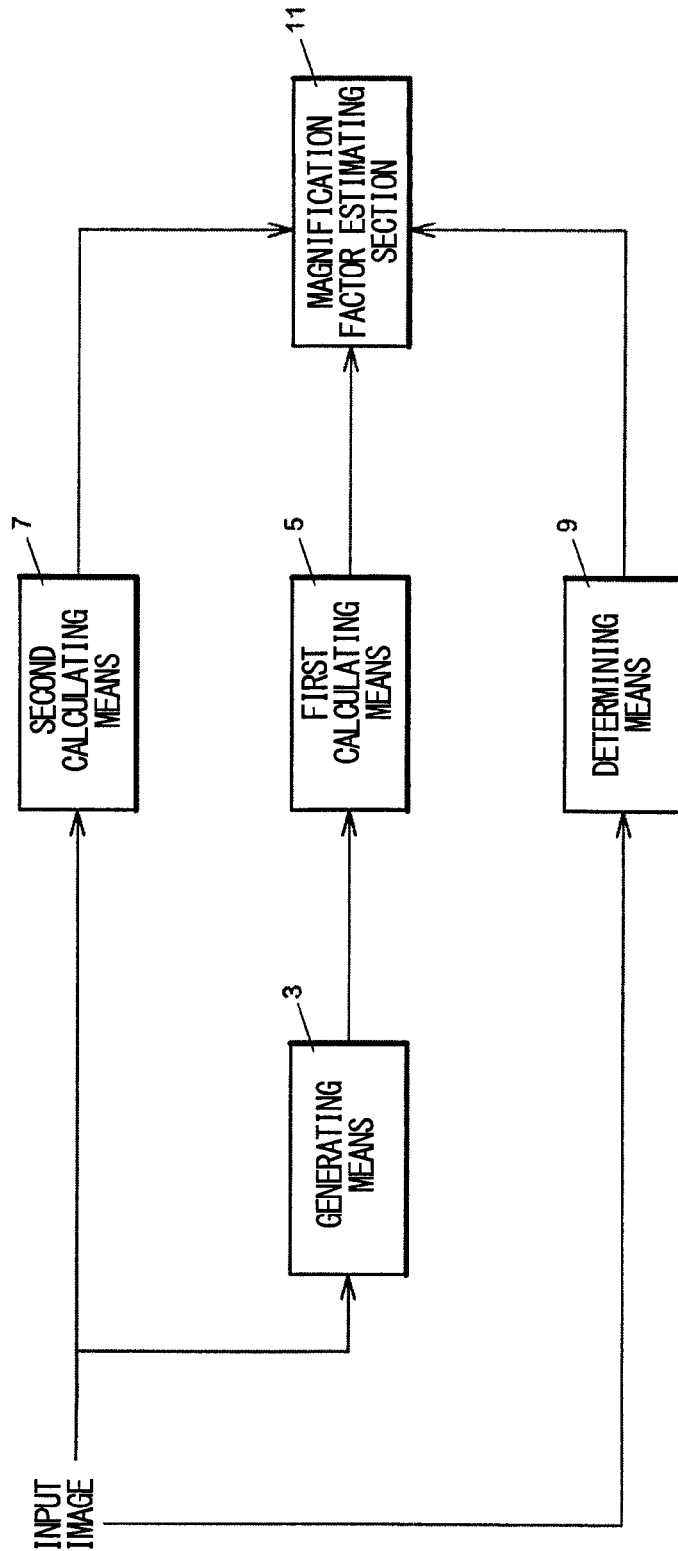 INPUT
IMAGE
7
SECOND
CALCULATING
MEANS
3
GENERATING
MEANS
5
FIRST
CALCULATING
MEANS
9
DETERMINING
MEANS
11
MAGNIFICATION
FACTOR ESTIMATING
SECTION